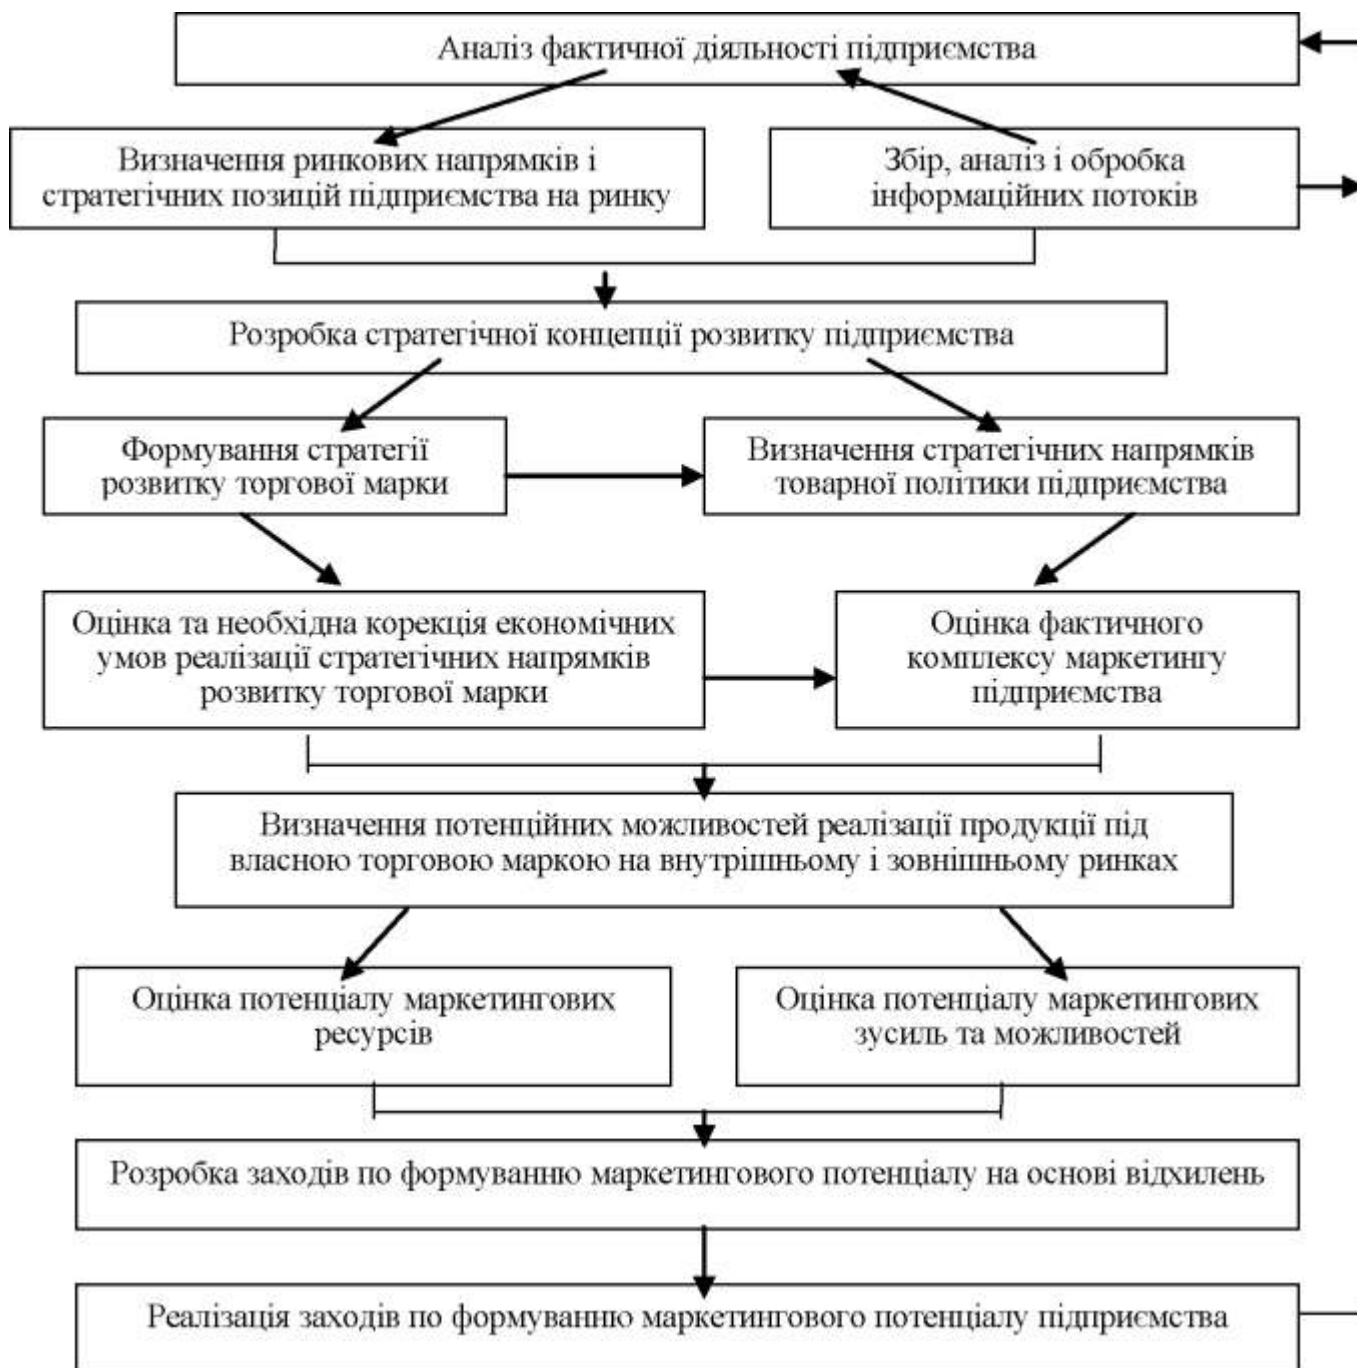 Аналіз фактичної діяльності підприємства
Визначення ринкових напрямків і
стратегічних позицій підприємства на ринку
Збір, аналіз і обробка
інформаційних потоків
Розробка стратегічної концепції розвитку підприємства
Формування стратегії
розвитку торгової марки
Визначення стратегічних напрямків
товарної політики підприємства
Оцінка та необхідна корекція економічних
умов реалізації стратегічних напрямків
розвитку торгової марки
Оцінка фактичного
комплексу маркетингу
підприємства
Визначення потенційних можливостей реалізації продукції під
власною торговою маркою на внутрішньому і зовнішньому ринках
Оцінка потенціалу маркетингових
ресурсів
Оцінка потенціалу маркетингових
зусиль та можливостей
Розробка заходів по формуванню маркетингового потенціалу на основі відхилень
Реалізація заходів по формуванню маркетингового потенціалу підприємства